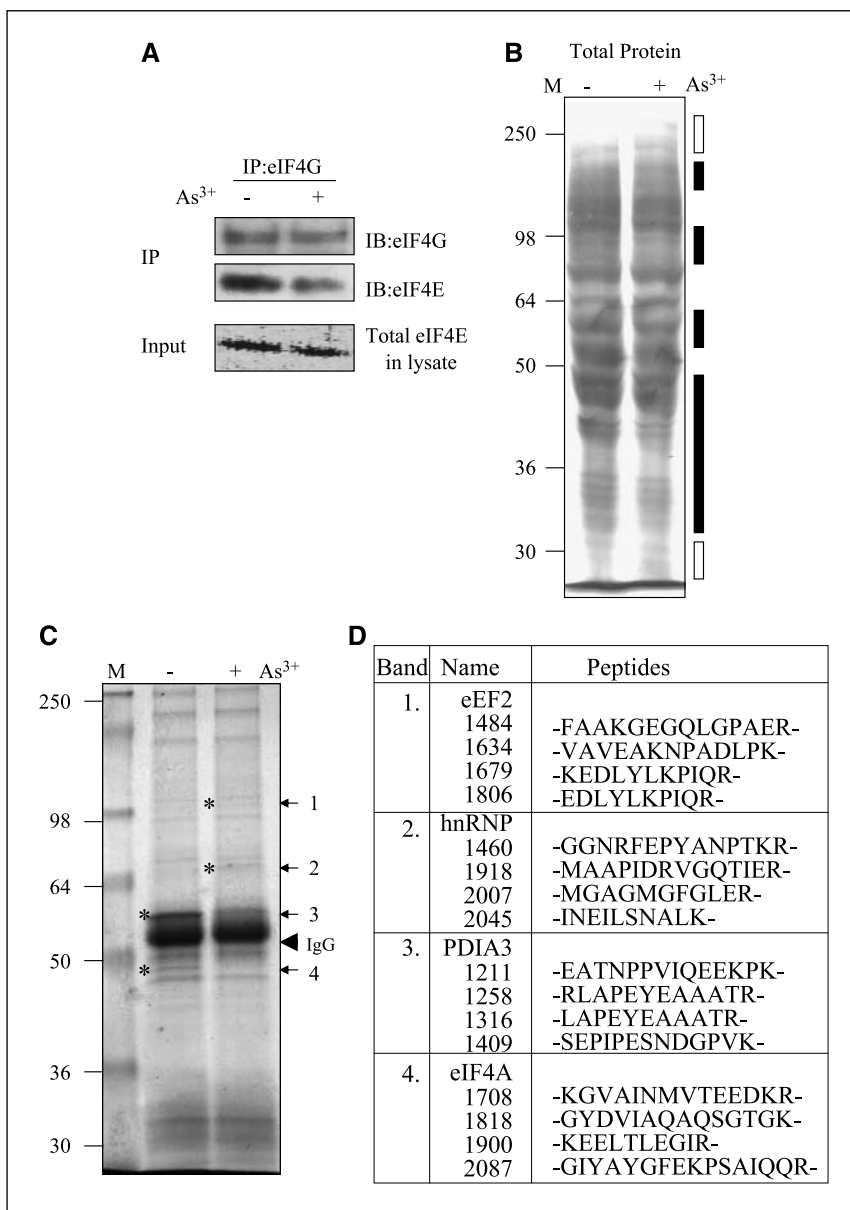 A
IP:eIF4G
As³⁺ - +
IP
IB:eIF4G
IB:eIF4E
Input
Total eIF4E
in lysate
B
Total Protein
M - + As³⁺
250
98
64
50
36
30
C
M - + As³⁺
250
98
64
50
36
30
* 1
* 2
* 3
IgG
* 4
D
Band Name Peptides
1. eEF2
1484 -FAAKGEGQLGPAER-
1634 -VAVEAKNPADLPK-
1679 -KEDLYLKPIQR-
1806 -EDLYLKPIQR-
2. hnRNP
1460 -GGNRFEPYANPTKR-
1918 -MAAPIDRVGQTIER-
2007 -MGAGMGFGLER-
2045 -INEILSNALK-
3. PDIA3
1211 -EATNPPVIQEEKPK-
1258 -RLAPEYEAAATR-
1316 -LAPEYEAAATR-
1409 -SEPIPESNDGPVK-
4. eIF4A
1708 -KGVAINMVTEEDKR-
1818 -GYDVIAQAQSGTGK-
1900 -KEELTLEGIR-
2087 -GIYAYGFEKPSAIQQR-